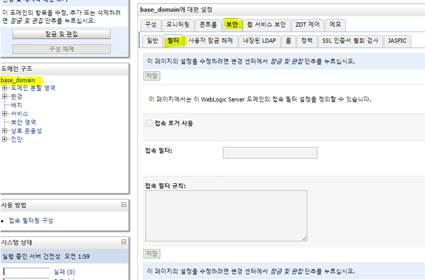 이 도메인의 항목을 수정, 추가 또는 삭제하려
면 잠금 및 편집 단추를 누르십시오.
잠금 및 편집
구성 해제
도메인 구조
base_domain
도메인 분할 영역
환경
배치
서비스
보안 영역
상호 운용성
진단
사용 방법
접속 필터링 구성
시스템 상태
실행 중인 서버 건전성 오전 1:59
실패 (0)
base_domain에 대한 설정
구성 모니터링 콘트롤 보안 웹 서비스 보안 ZDT 제어 메모
일반 필터 사용자 잠금 해제 내장된 LDAP 롤 정책 SSL 인증서 철회 검사 JASPIC
이 페이지의 설정을 수정하려면 변경 센터에서 잠금 및 편집 단추를 누르십시오.
저장
이 페이지에서는 이 WebLogic Server 도메인의 접속 필터 설정을 정의할 수 있습니다.
접속 로거 사용
접속 필터:
접속 필터 규칙:
저장
이 페이지의 설정을 수정하려면 변경 센터에서 잠금 및 편집 단추를 누르십시오.